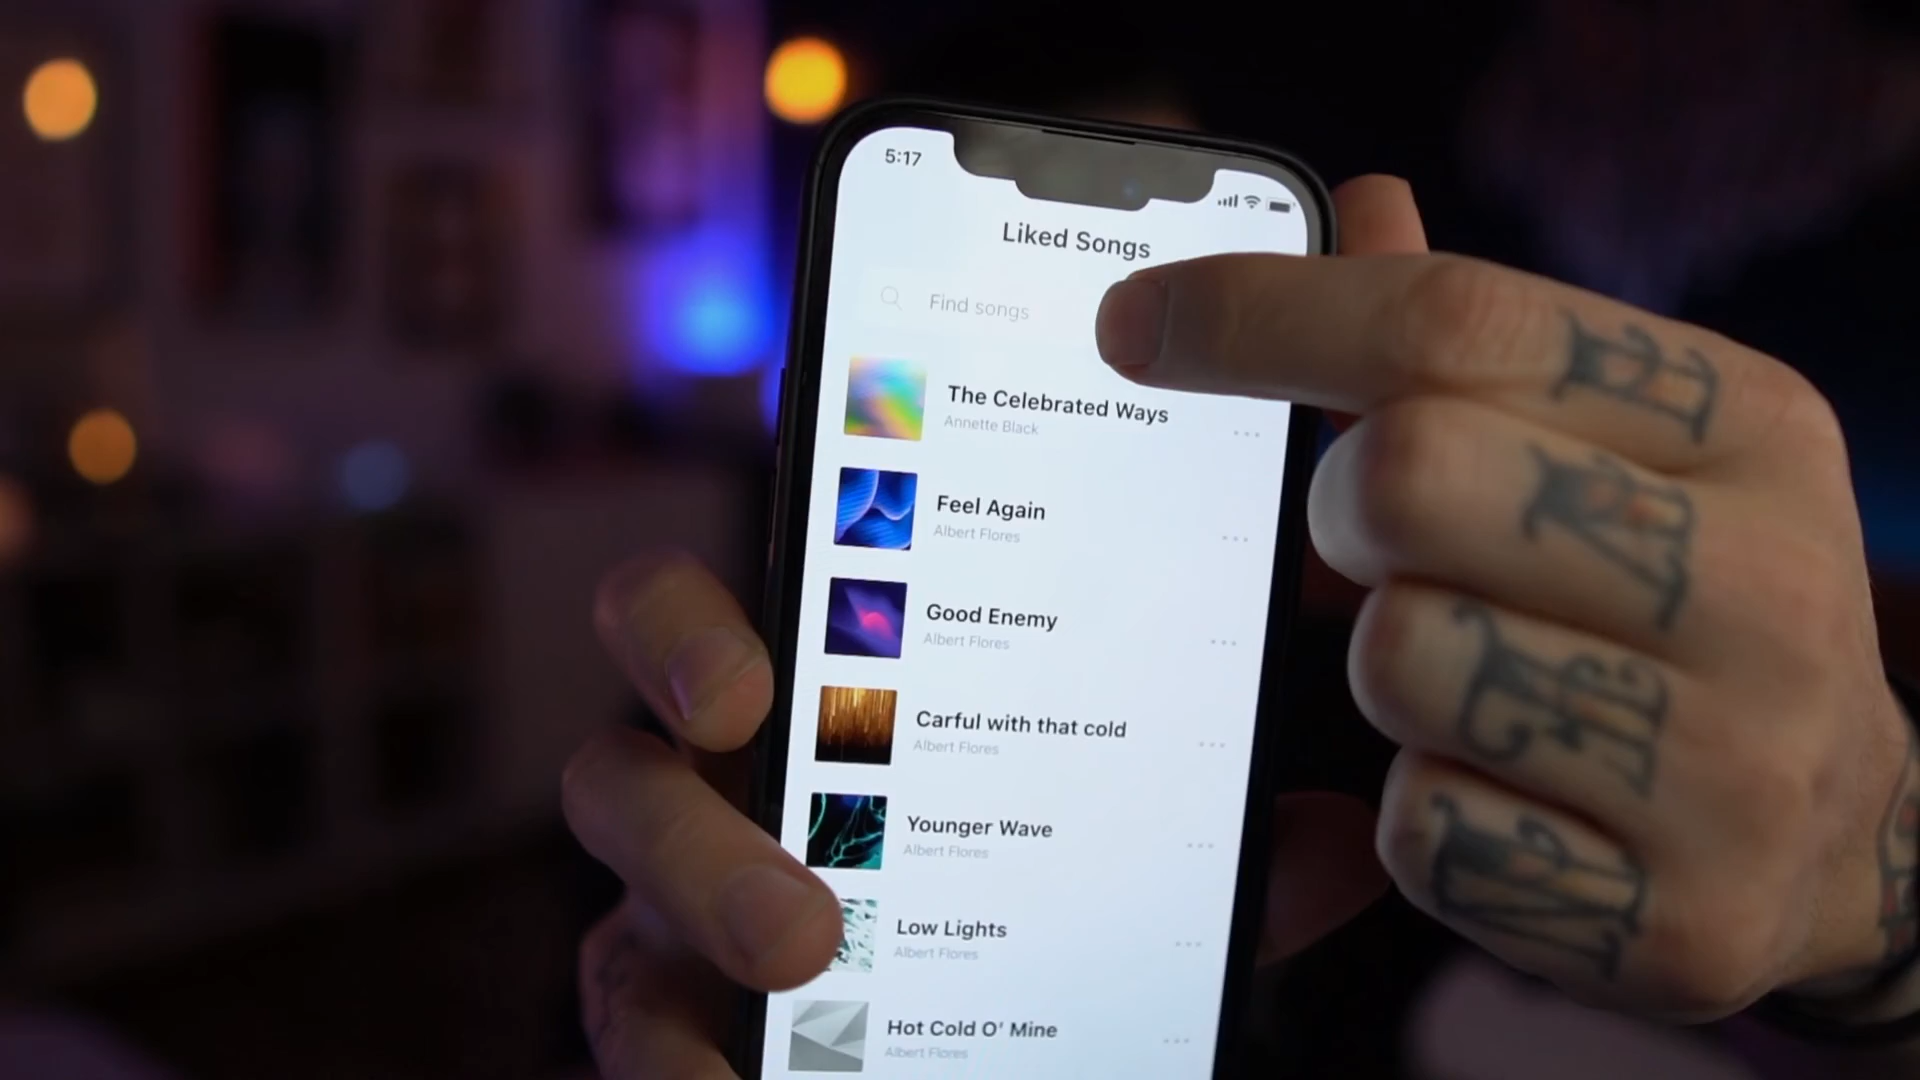 5:17
Liked Songs
Find songs
The Celebrated Ways
Annette Black
Feel Again
Albert Flores
Good Enemy
Albert Flores
Carful with that cold
Albert Flores
Younger Wave
Albert Flores
Low Lights
Albert Flores
Hot Cold O' Mine
Albert Flores